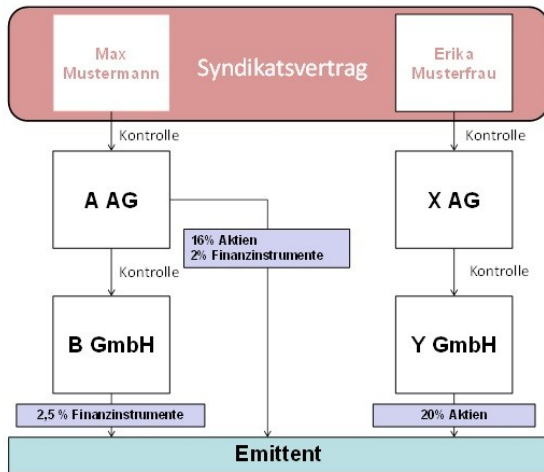 Max
Mustermann
Syndikatsvertrag
Erika
Musterfrau
Kontrolle
Kontrolle
A AG
X AG
16% Aktien
2% Finanzinstrumente
Kontrolle
Kontrolle
B GmbH
Y GmbH
2,5 % Finanzinstrumente
20% Aktien
Emittent